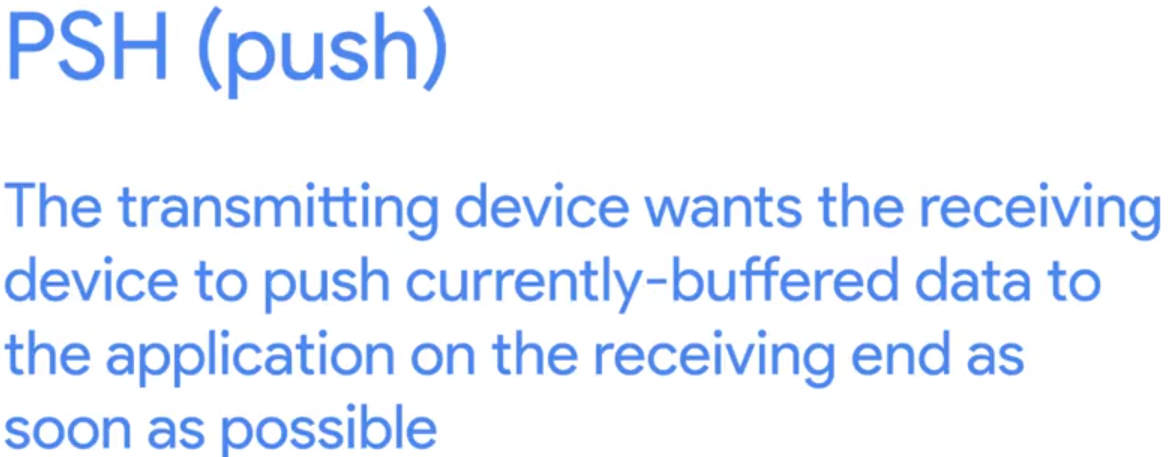 PSH (push)
The transmitting device wants the receiving
device to push currently-buffered data to
the application on the receiving end as
soon as possible